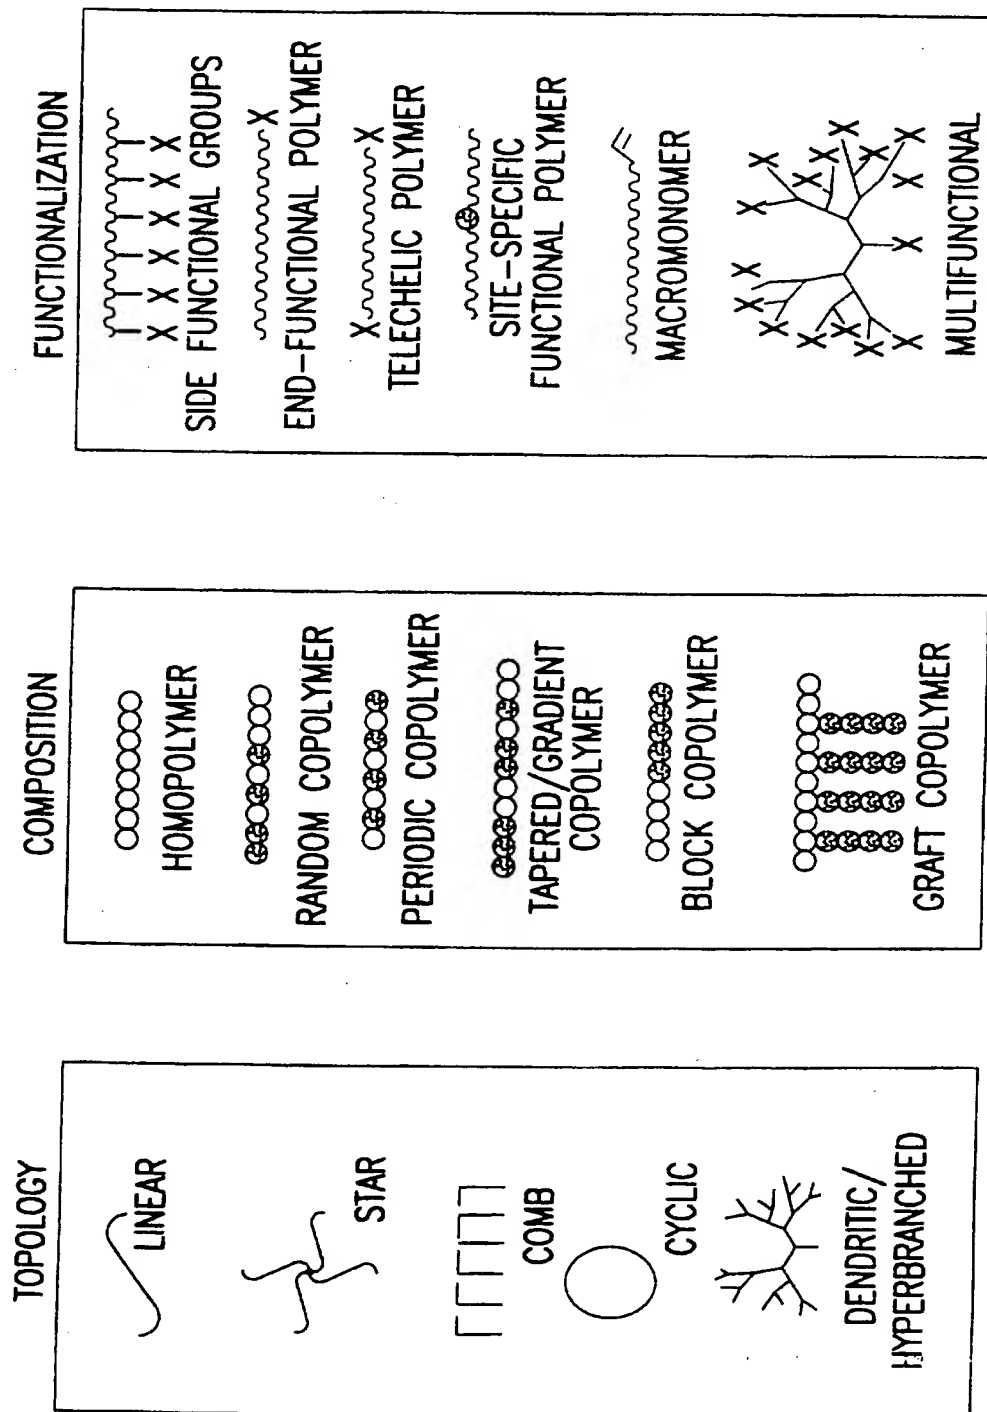 TOPOLOGY
LINEAR
STAR
COMB
CYCLIC
DENDRITIC/
HYPERBRANCHED
COMPOSITION
HOMOPOLYMER
RANDOM COPOLYMER
PERIODIC COPOLYMER
TAPERED/GRADIENT
COPOLYMER
BLOCK COPOLYMER
GRAFT COPOLYMER
FUNCTIONALIZATION
X X X X X X
SIDE FUNCTIONAL GROUPS
X
END-FUNCTIONAL POLYMER
X X
TELECHELIC POLYMER
SITE-SPECIFIC
FUNCTIONAL POLYMER
MACROMONOMER
X X X X X X X X X X X X X X X X X X
MULTIFUNCTIONAL